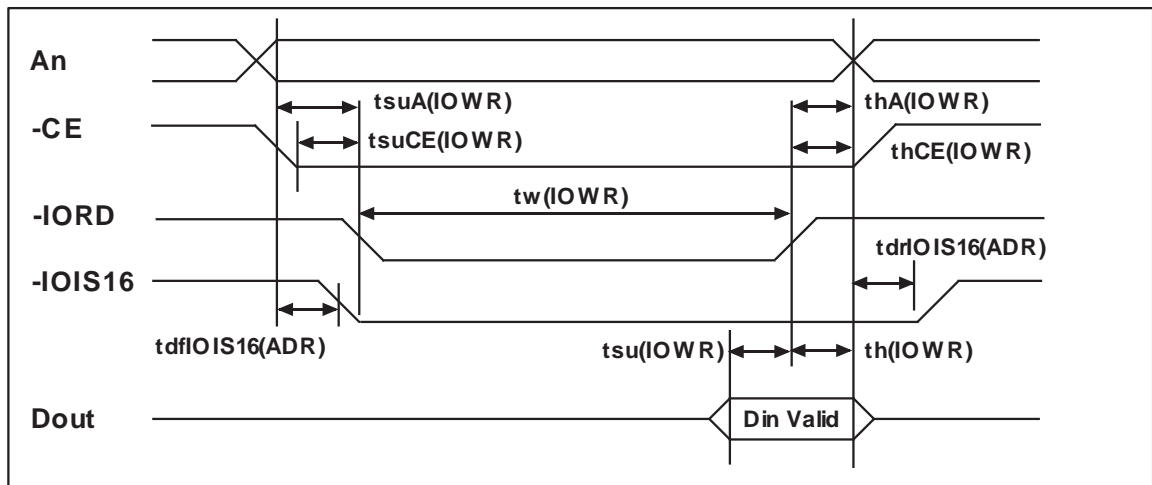 An
tsuA(IOWR)
thA(IOWR)
-CE
tsuCE(IOWR)
thCE(IOWR)
tw(IOWR)
-IORD
tdrIOIS16(ADR)
-IOIS16
tdfIOIS16(ADR)
tsu(IOWR)
th(IOWR)
Dout
Din Valid